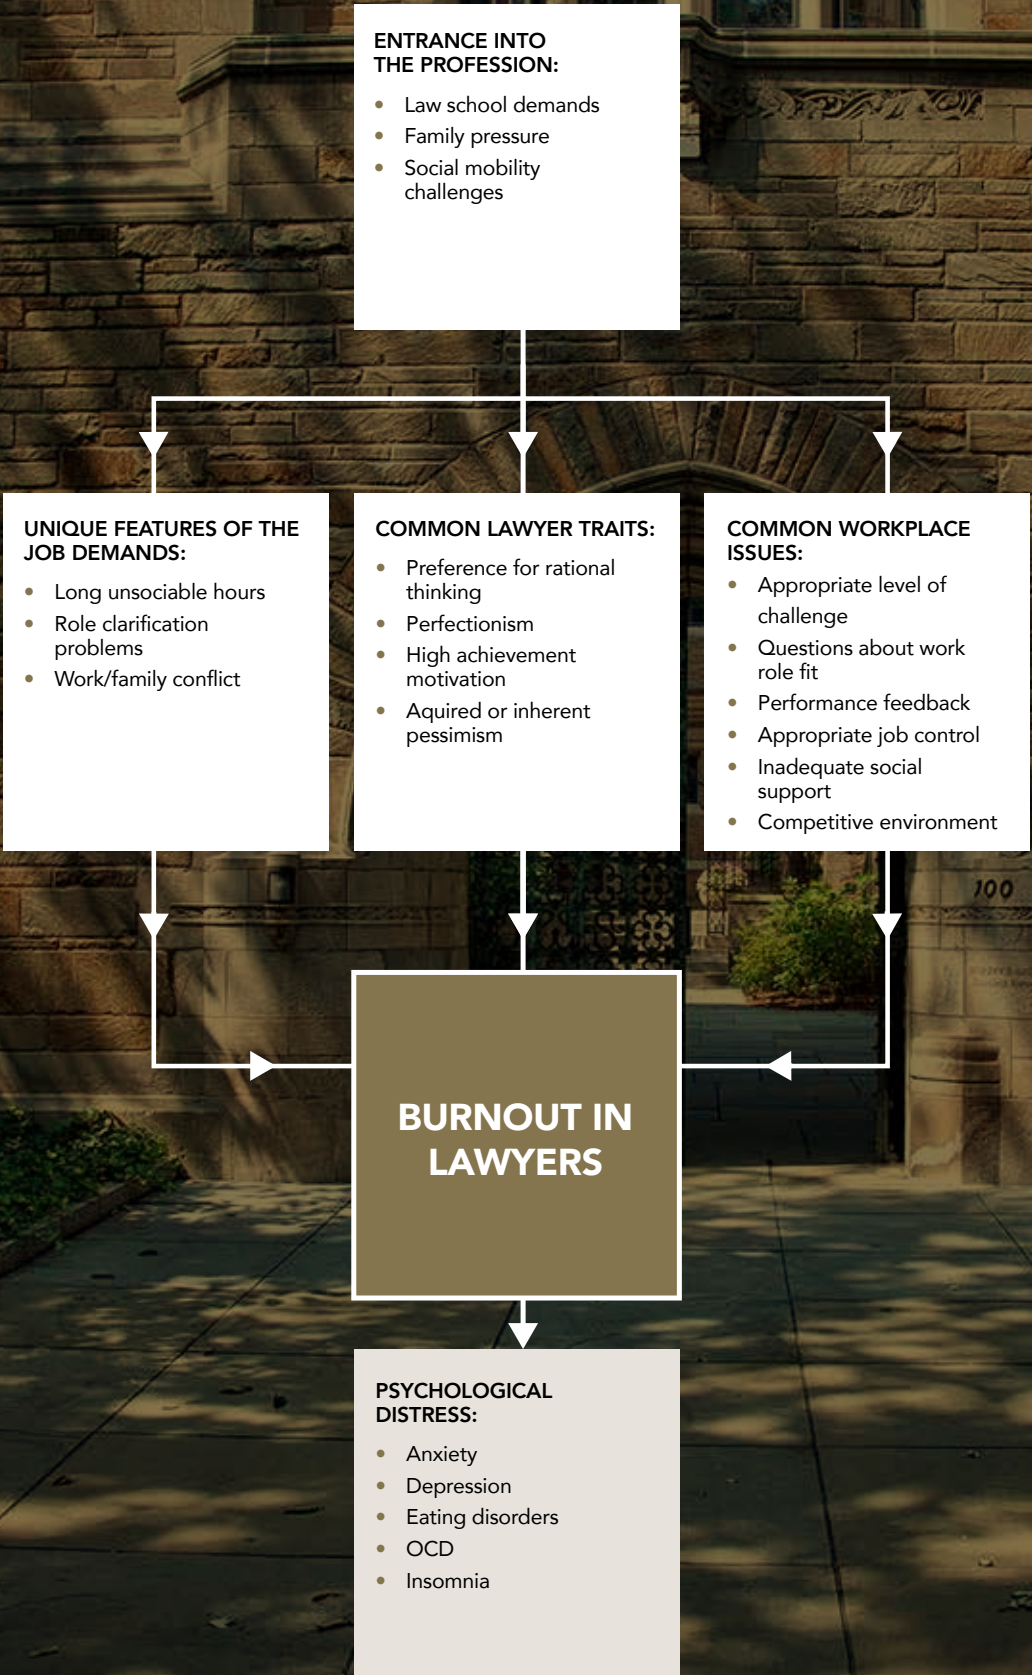 ENTRANCE INTO
THE PROFESSION:
• Law school demands
• Family pressure
• Social mobility
challenges
UNIQUE FEATURES OF THE
JOB DEMANDS:
• Long unsociable hours
• Role clarification
problems
• Work/family conflict
COMMON LAWYER TRAITS:
• Preference for rational
thinking
• Perfectionism
• High achievement
motivation
• Aquired or inherent
pessimism
COMMON WORKPLACE
ISSUES:
• Appropriate level of
challenge
• Questions about work
role fit
• Performance feedback
• Appropriate job control
• Inadequate social
support
• Competitive environment
100
BURNOUT IN
LAWYERS
PSYCHOLOGICAL
DISTRESS:
• Anxiety
• Depression
• Eating disorders
• OCD
• Insomnia